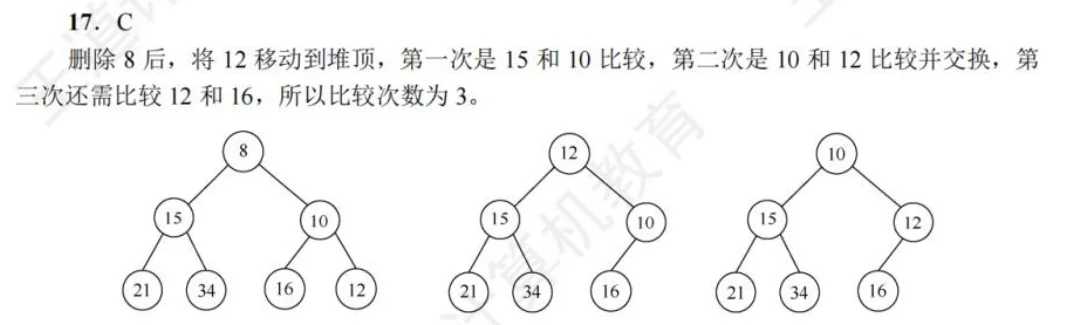 17．C
删除 8 后，将 12 移动到堆顶，第一次是 15 和 10 比较，第二次是 10 和 12 比较并交换，第
三次还需比较 12 和 16，所以比较次数为 3。
8 12 10
15 10 15 10 15 12
21 34 16 12 21 34 16 21 34 16
计算机教育